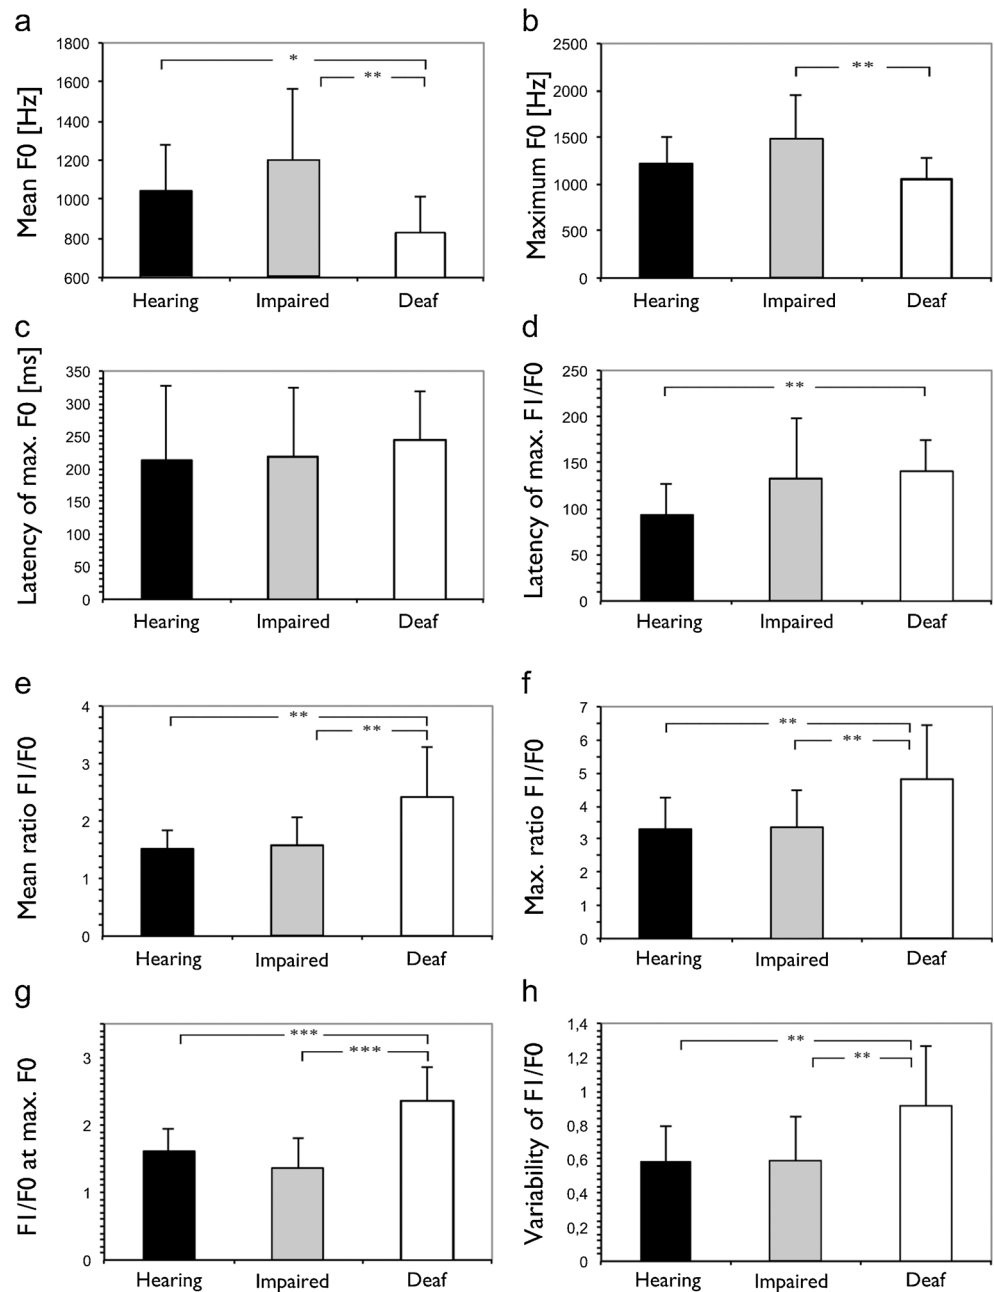 a
Mean F0 [Hz]
1800
1600
1400
1200
1000
800
600
*
**
Hearing Impaired Deaf
b
Maximum F0 [Hz]
2500
2000
1500
1000
500
0
**
Hearing Impaired Deaf
c
Latency of max. F0 [ms]
350
300
250
200
150
100
50
0
Hearing Impaired Deaf
d
Latency of max. F1/F0
250
200
150
100
50
0
**
Hearing Impaired Deaf
e
Mean ratio F1/F0
4
3
2
1
0
**
**
Hearing Impaired Deaf
f
Max. ratio F1/F0
7
6
5
4
3
2
1
0
**
**
Hearing Impaired Deaf
g
F1/F0 at max. F0
3
2
1
0
***
***
Hearing Impaired Deaf
h
Variability of F1/F0
1,4
1,2
1
0,8
0,6
0,4
0,2
0
**
**
Hearing Impaired Deaf